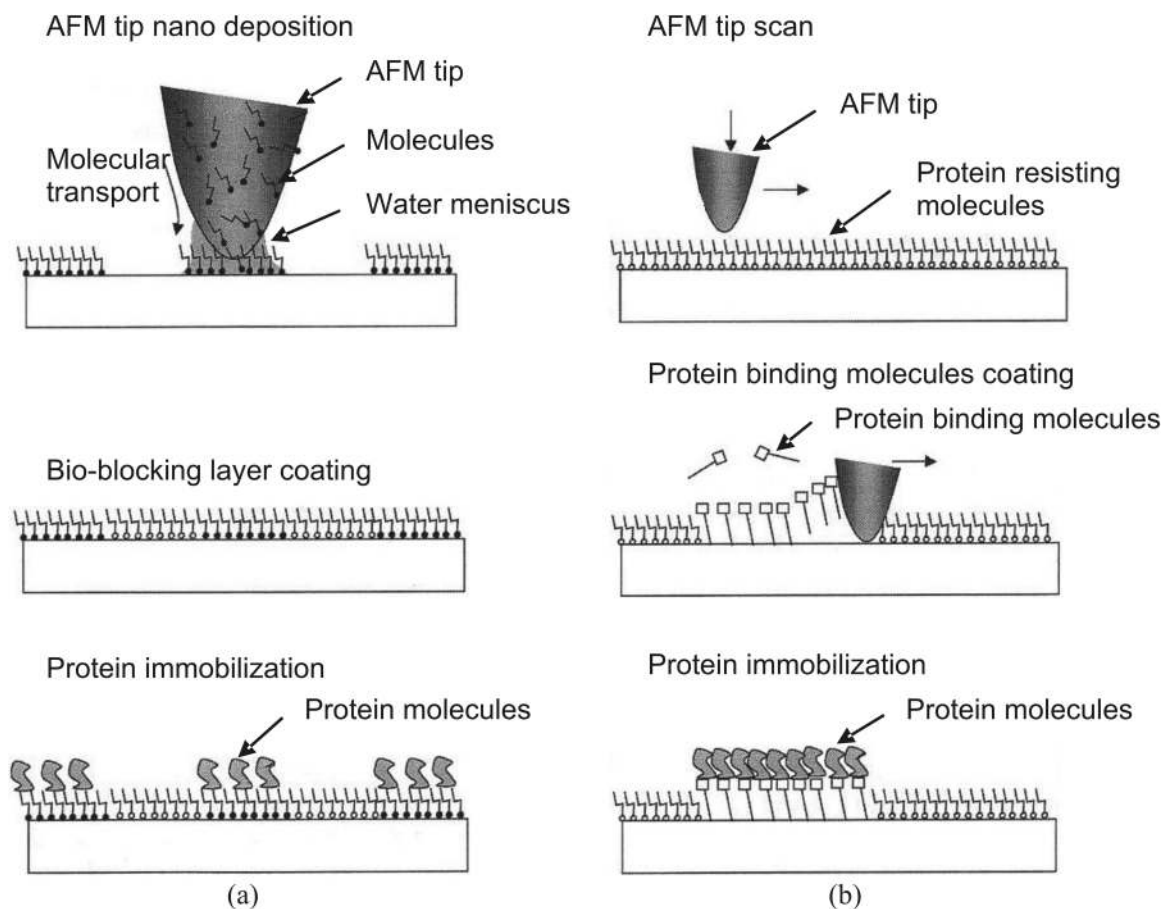 AFM tip nano deposition
AFM tip
Molecules
Molecular
transport
Water meniscus
Bio-blocking layer coating
Protein immobilization
Protein molecules
(a)
AFM tip scan
AFM tip
Protein resisting
molecules
Protein binding molecules coating
Protein binding molecules
Protein immobilization
Protein molecules
(b)